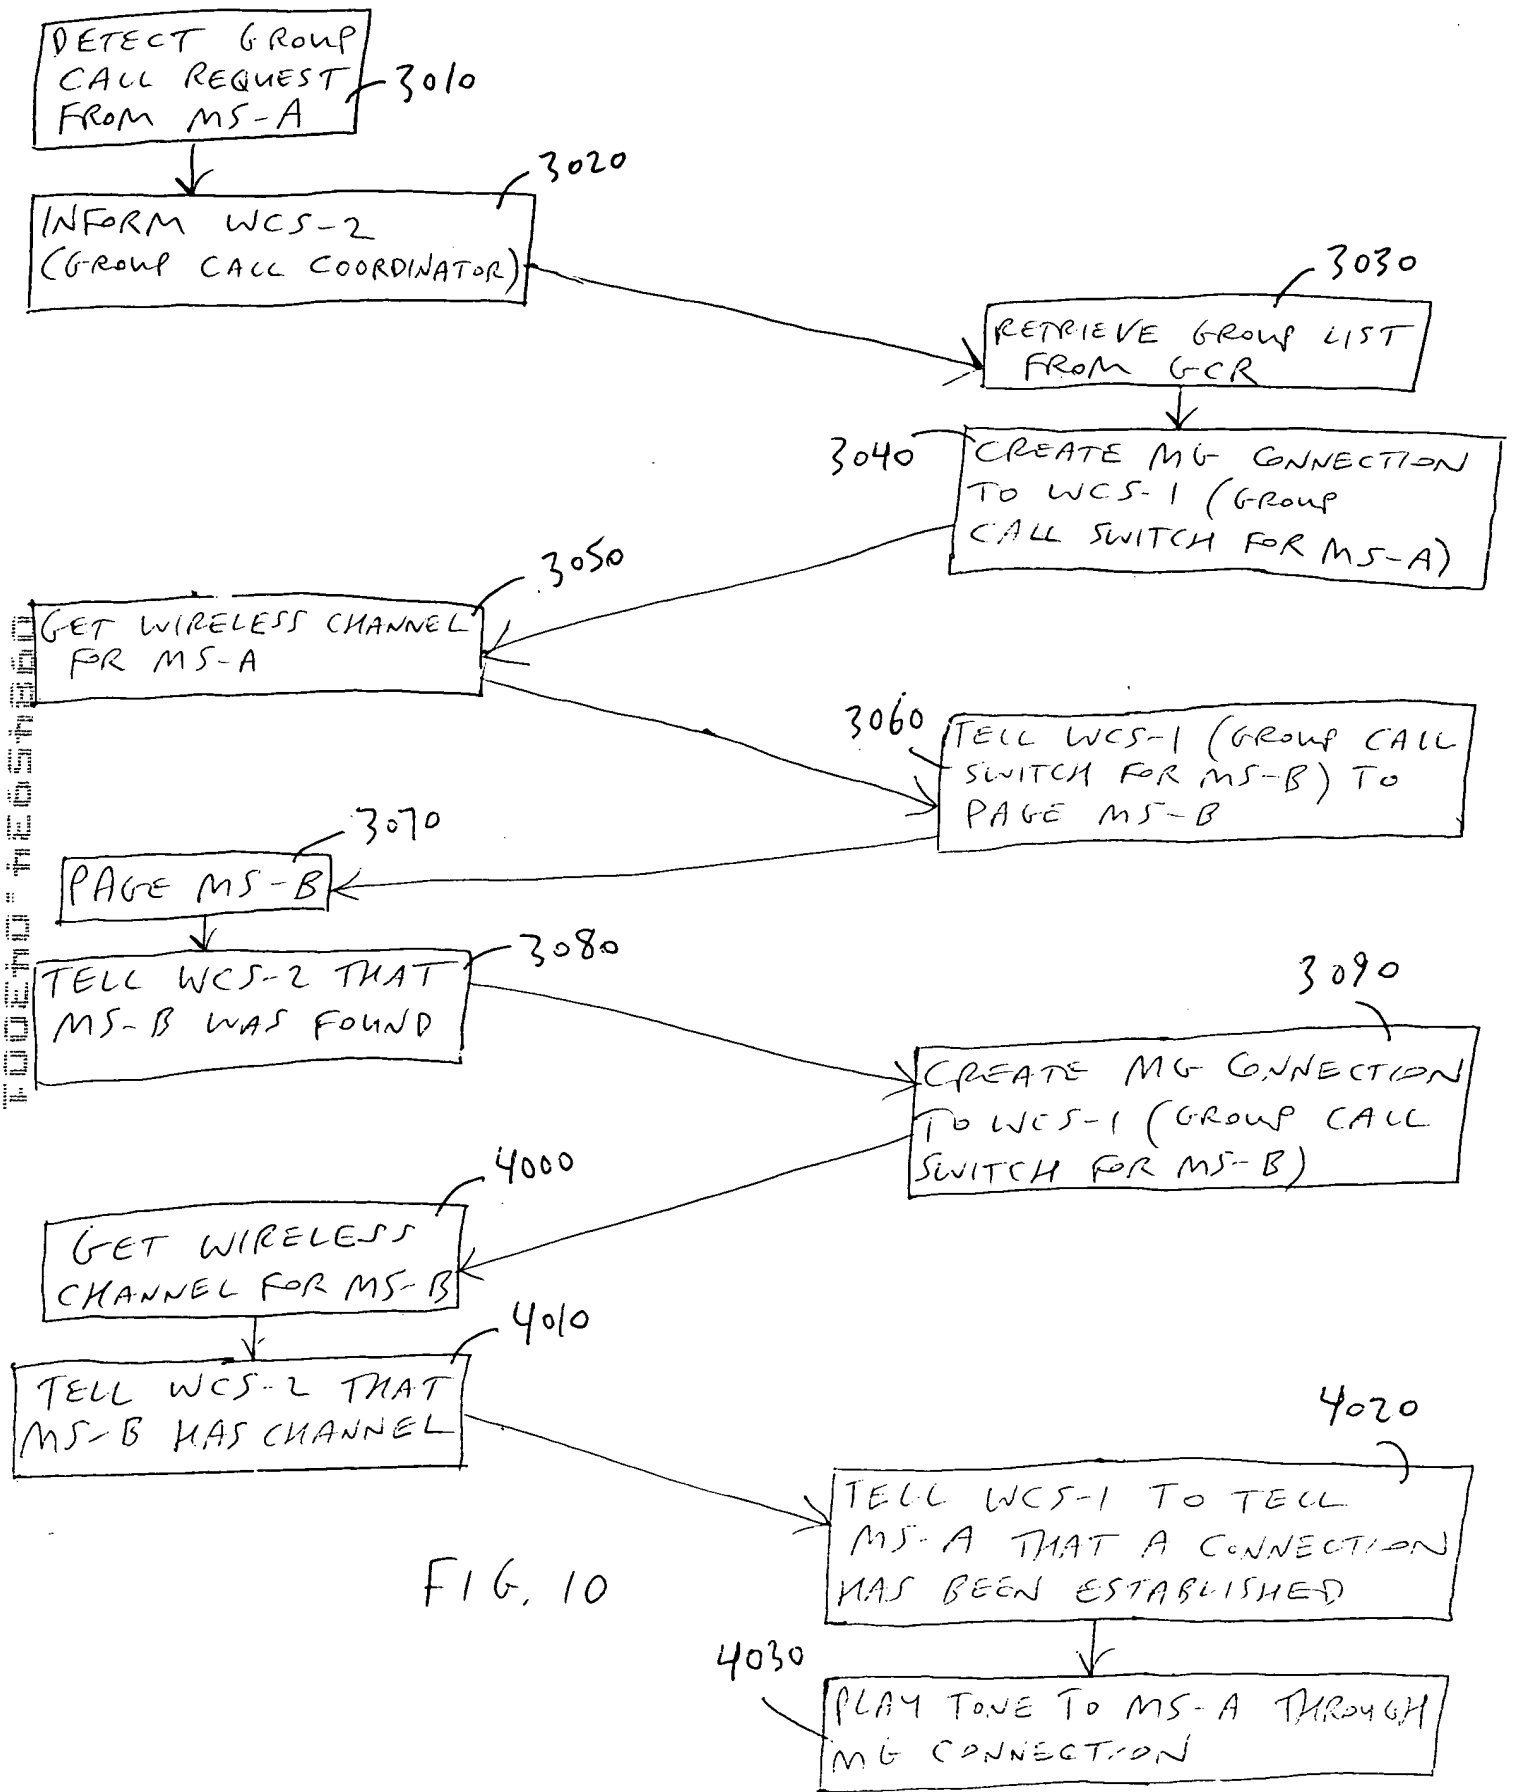 DETECT GROUP
CALL REQUEST
FROM MS-A
3010
3020
INFORM WCS-2
(GROUP CALL COORDINATOR)
3030
RETRIEVE GROUP LIST
FROM GCR
3040
CREATE MG CONNECTION
TO WCS-1 (GROUP
CALL SWITCH FOR MS-A)
3050
GET WIRELESS CHANNEL
FOR MS-A
3060
TELL WCS-1 (GROUP CALL
SWITCH FOR MS-B) TO
PAGE MS-B
3070
PAGE MS-B
3080
TELL WCS-2 THAT
MS-B WAS FOUND
3090
CREATE MG CONNECTION
TO WCS-1 (GROUP CALL
SWITCH FOR MS-B)
4000
GET WIRELESS
CHANNEL FOR MS-B
4010
TELL WCS-2 THAT
MS-B HAS CHANNEL
4020
TELL WCS-1 TO TELL
MS-A THAT A CONNECTION
HAS BEEN ESTABLISHED
4030
PLAY TONE TO MS-A THROUGH
MG CONNECTION
FIG. 10